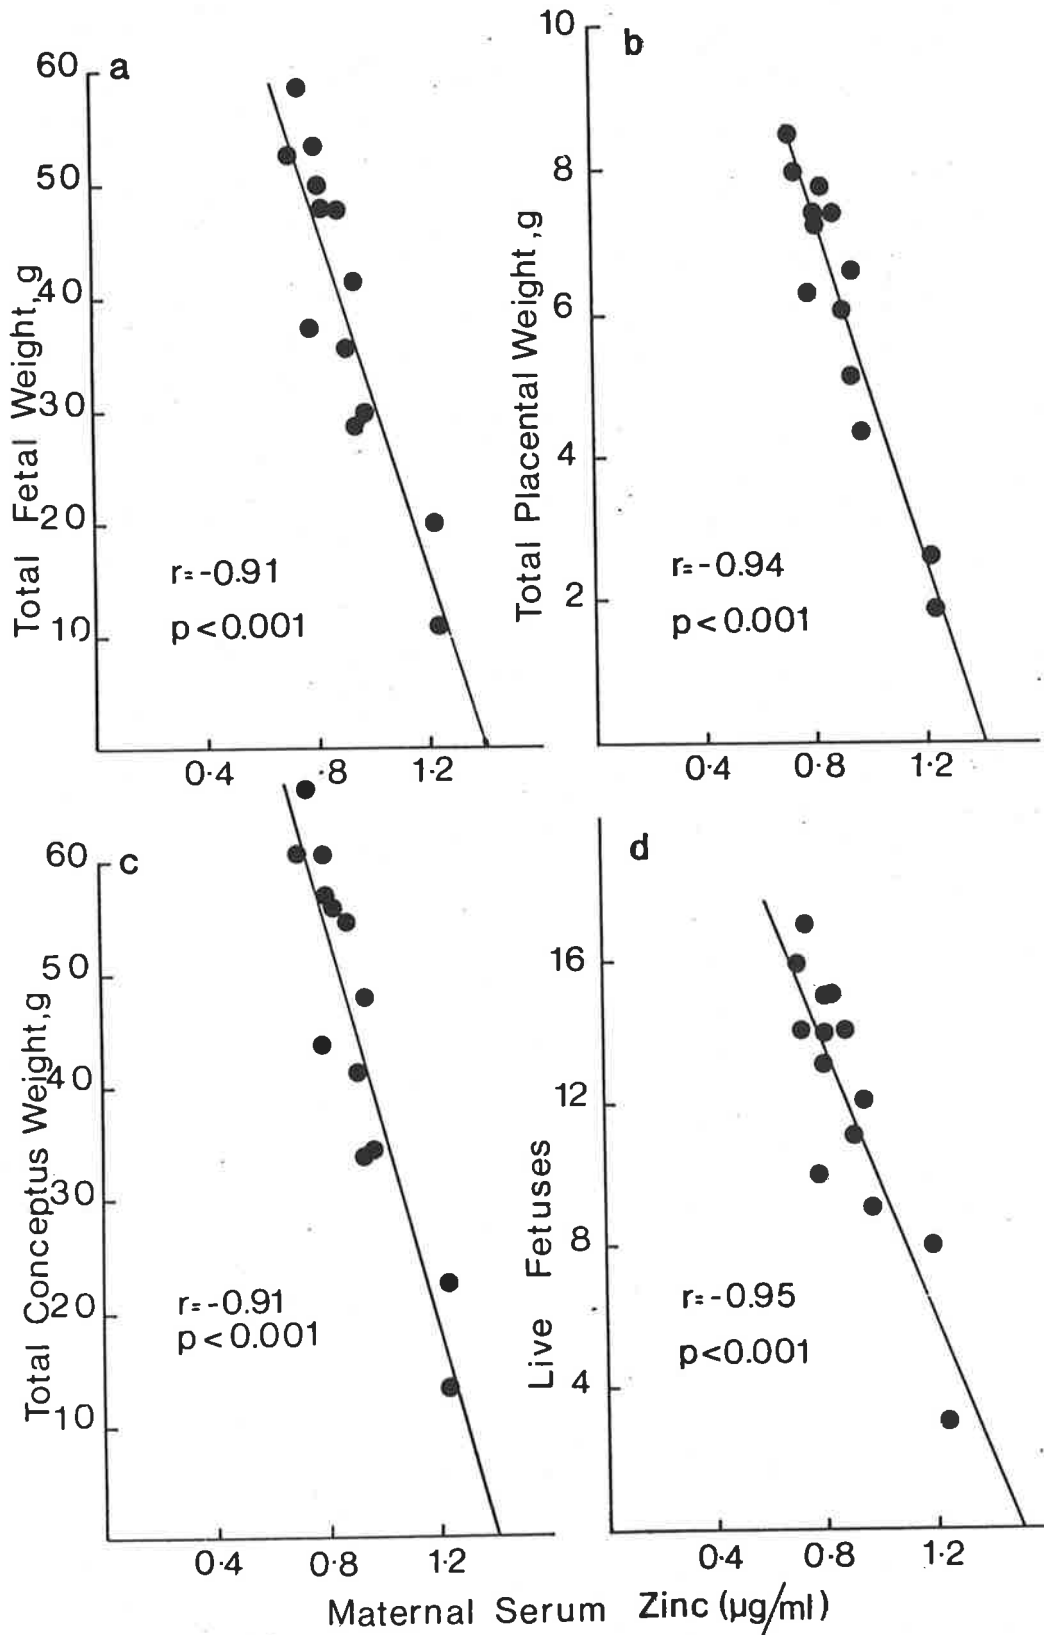 a
60
50
40
30
20
10
Total Fetal Weight, g
r=-0.91
p<0.001
0·4 ·8 1·2
b
10
8
6
4
2
Total Placental Weight,g
r=-0.94
p<0.001
0·4 0·8 1·2
c
60
50
40
30
20
10
Total Conceptus Weight,g
r=-0.91
p<0.001
0·4 0·8 1·2
d
16
12
8
4
Live Fetuses
r=-0.95
p<0.001
0·4 0·8 1·2
Maternal Serum Zinc (µg/ml)